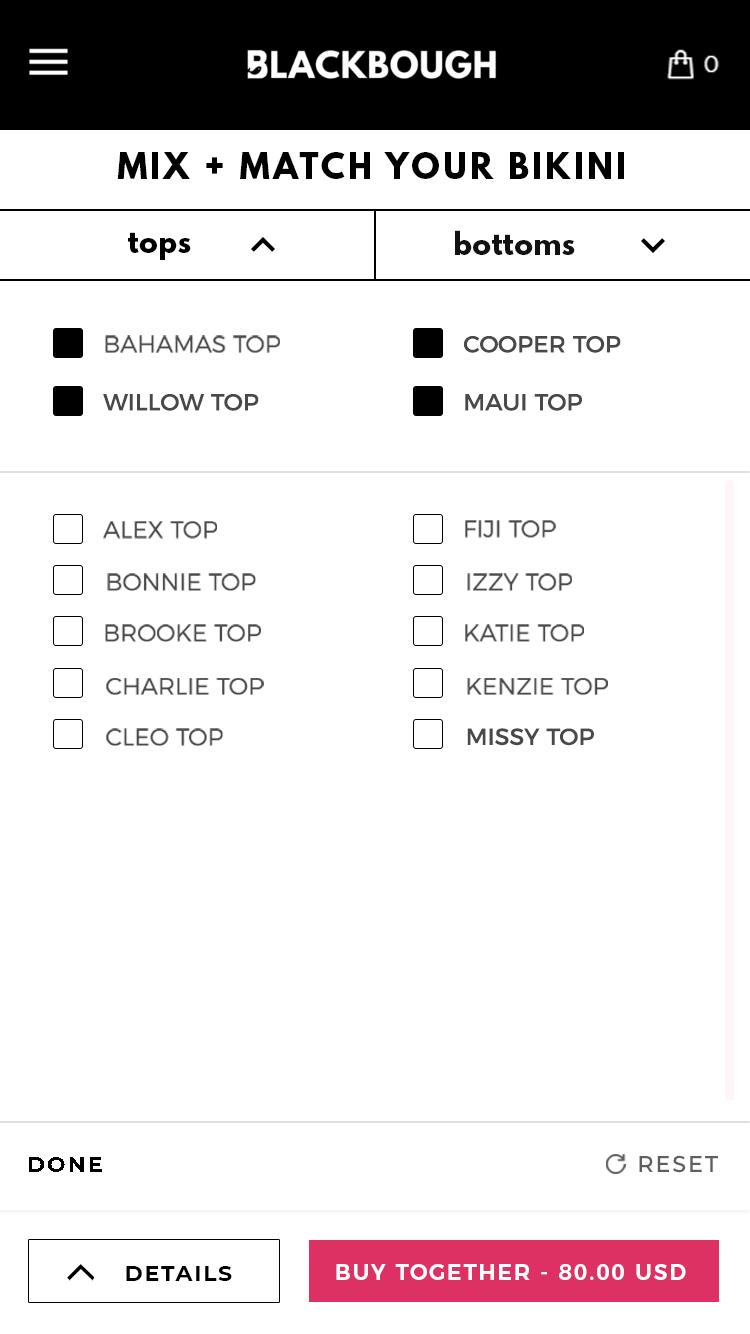 BLACKBOUGH 0
MIX + MATCH YOUR BIKINI
tops
bottoms
BAHAMAS TOP
COOPER TOP
WILLOW TOP
MAUI TOP
ALEX TOP
FIJI TOP
BONNIE TOP
IZZY TOP
BROOKE TOP
KATIE TOP
CHARLIE TOP
KENZIE TOP
CLEO TOP
MISSY TOP
DONE
RESET
DETAILS
BUY TOGETHER - 80.00 USD